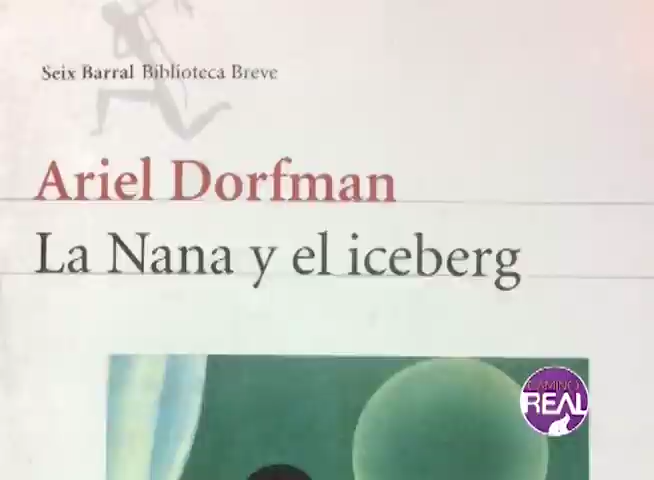 Seix Barral Biblioteca Breve
Ariel Dorfman
La Nana y el iceberg
CAMINO
REAL